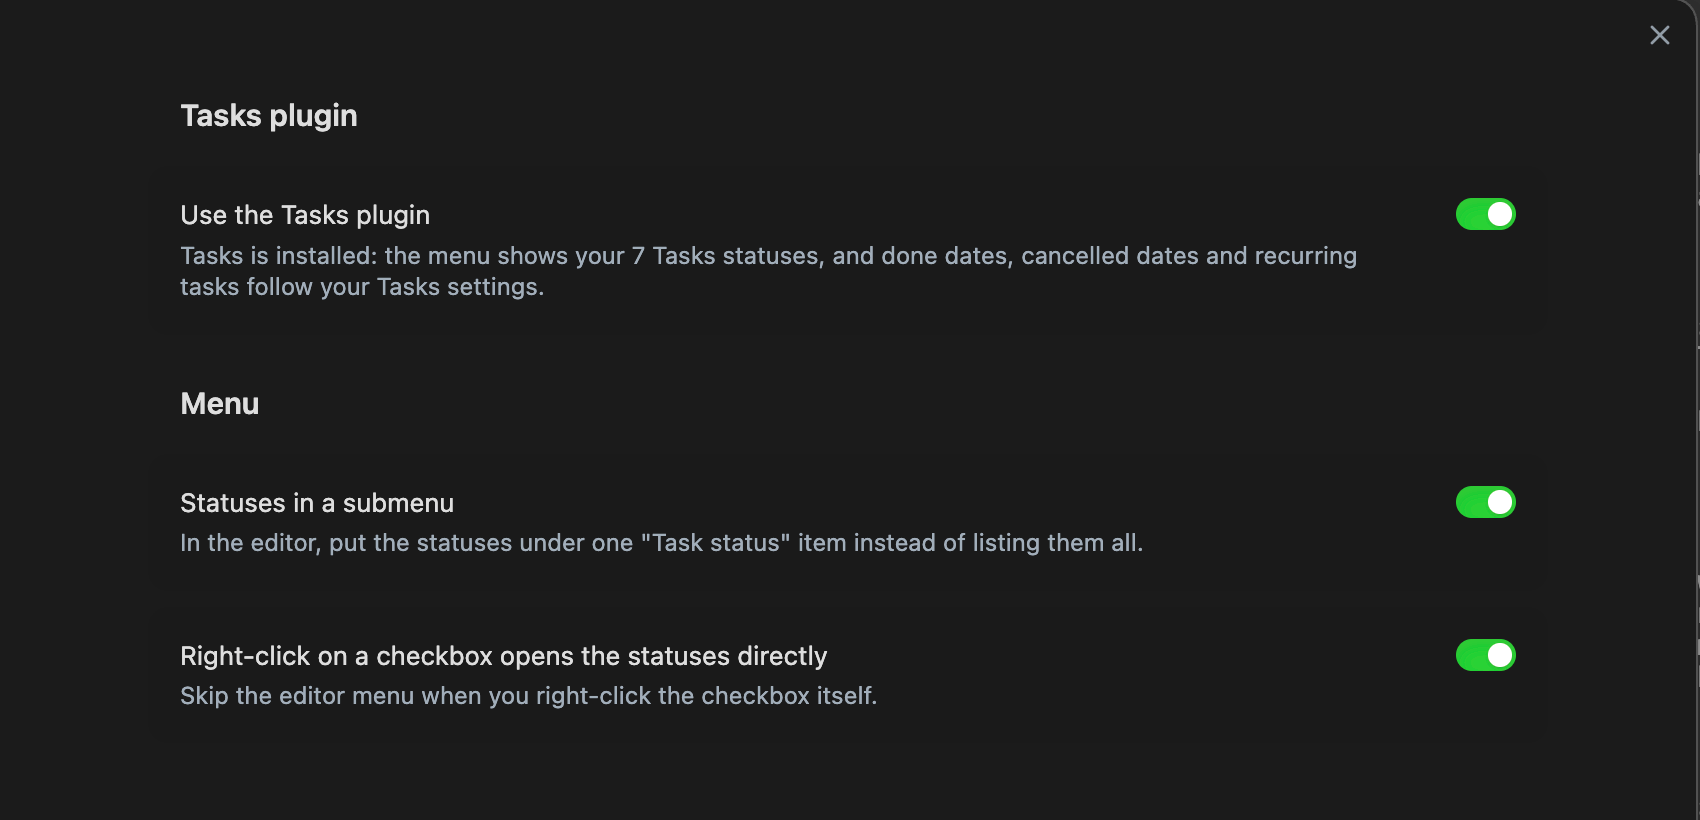 Tasks plugin
Use the Tasks plugin
Tasks is installed: the menu shows your 7 Tasks statuses, and done dates, cancelled dates and recurring
tasks follow your Tasks settings.
Menu
Statuses in a submenu
In the editor, put the statuses under one "Task status" item instead of listing them all.
Right-click on a checkbox opens the statuses directly
Skip the editor menu when you right-click the checkbox itself.